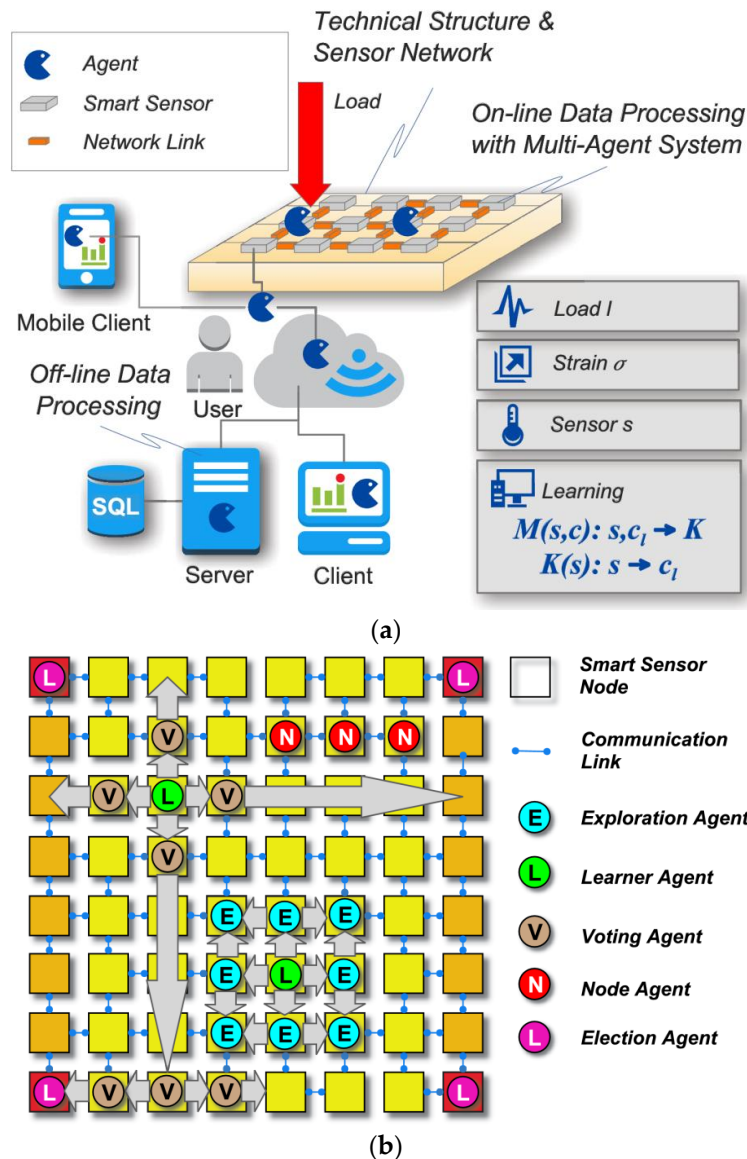 Agent
Smart Sensor
Network Link
Technical Structure &
Sensor Network
Load
On-line Data Processing
with Multi-Agent System
Mobile Client
User
Off-line Data
Processing
SQL
Server
Client
Load l
Strain σ
Sensor s
Learning
M(s,c): s,cₗ → K
K(s): s → cₗ
(a)
L L
V N N N
V L V
V
E E E
E L E
E E E
L V V V L
Smart Sensor
Node
Communication
Link
E Exploration Agent
L Learner Agent
V Voting Agent
N Node Agent
L Election Agent
(b)